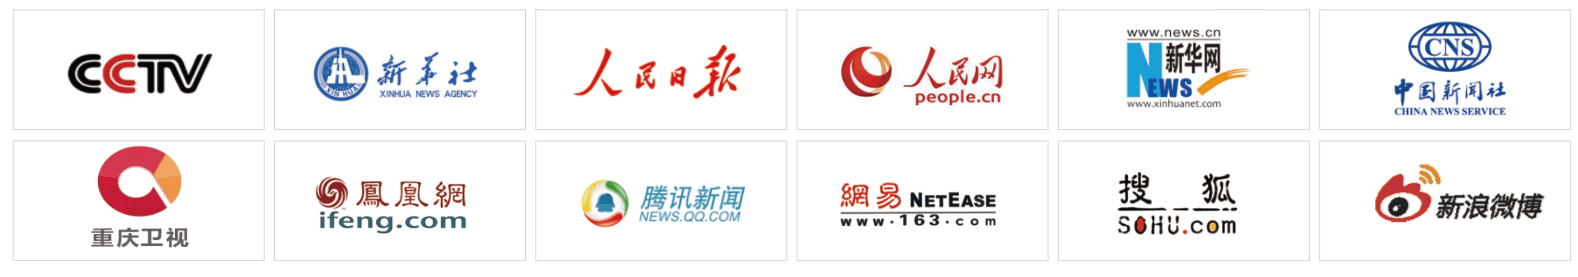 CCTV
新华社
XINHUA NEWS AGENCY
XIN HUA
人民日报
人民网
people.cn
www.news.cn
新华网
NEWS
www.xinhuanet.com
CNS
中国新闻社
CHINA NEWS SERVICE
重庆卫视
鳳凰網
ifeng.com
腾讯新闻
NEWS.QQ.COM
網易 NETEASE
www.163.com
搜狐
SOHU.com
新浪微博